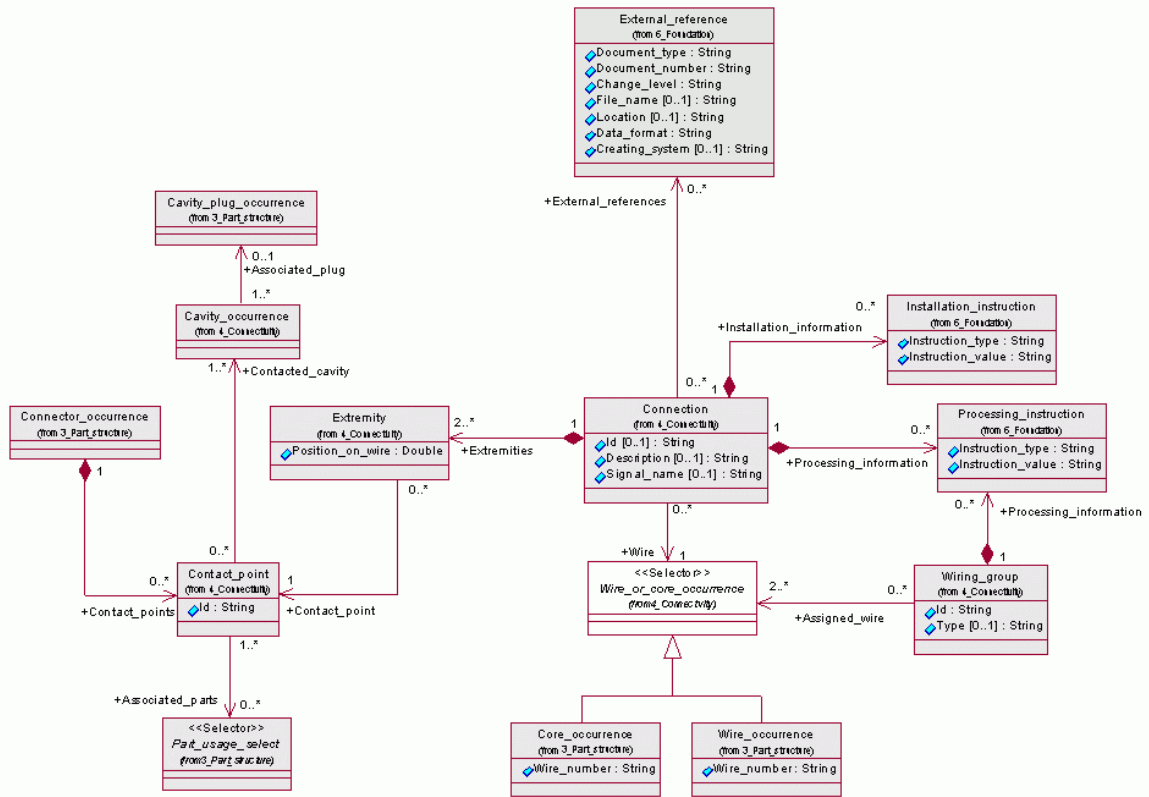 External_reference
(from 6_Foundation)
Document_type : String
Document_number : String
Change_level : String
File_name [0..1] : String
Location [0..1] : String
Data_format : String
Creating_system [0..1] : String
0..*
+External_references
Cavity_plug_occurrence
(from 3_Part_structure)
0..1
+Associated_plug
1..*
Cavity_occurrence
(from 4_Connectivity)
1..*
+Contacted_cavity
0..*
Installation_instruction
(from 6_Foundation)
Instruction_type : String
Instruction_value : String
+Installation_information
0..*
1
Connector_occurrence
(from 3_Part_structure)
1
Extremity
(from 4_Connectivity)
Position_on_wire : Double
2..*
+Extremities
1
0..*
Connection
(from 4_Connectivity)
Id [0..1] : String
Description [0..1] : String
Signal_name [0..1] : String
1
+Processing_information
0..*
Processing_instruction
(from 6_Foundation)
Instruction_type : String
Instruction_value : String
0..*
+Processing_information
1
0..*
+Wire
1
0..*
0..*
+Contact_points
Contact_point
(from 4_Connectivity)
Id : String
1
+Contact_point
<<Selector>>
Wire_or_core_occurrence
(from4_Connectivity)
2..*
0..*
+Assigned_wire
Wiring_group
(from 4_Connectivity)
Id : String
Type [0..1] : String
1..*
+Associated_parts
0..*
<<Selector>>
Part_usage_select
(from3_Part_structure)
Core_occurrence
(from 3_Part_structure)
Wire_number : String
Wire_occurrence
(from 3_Part_structure)
Wire_number : String